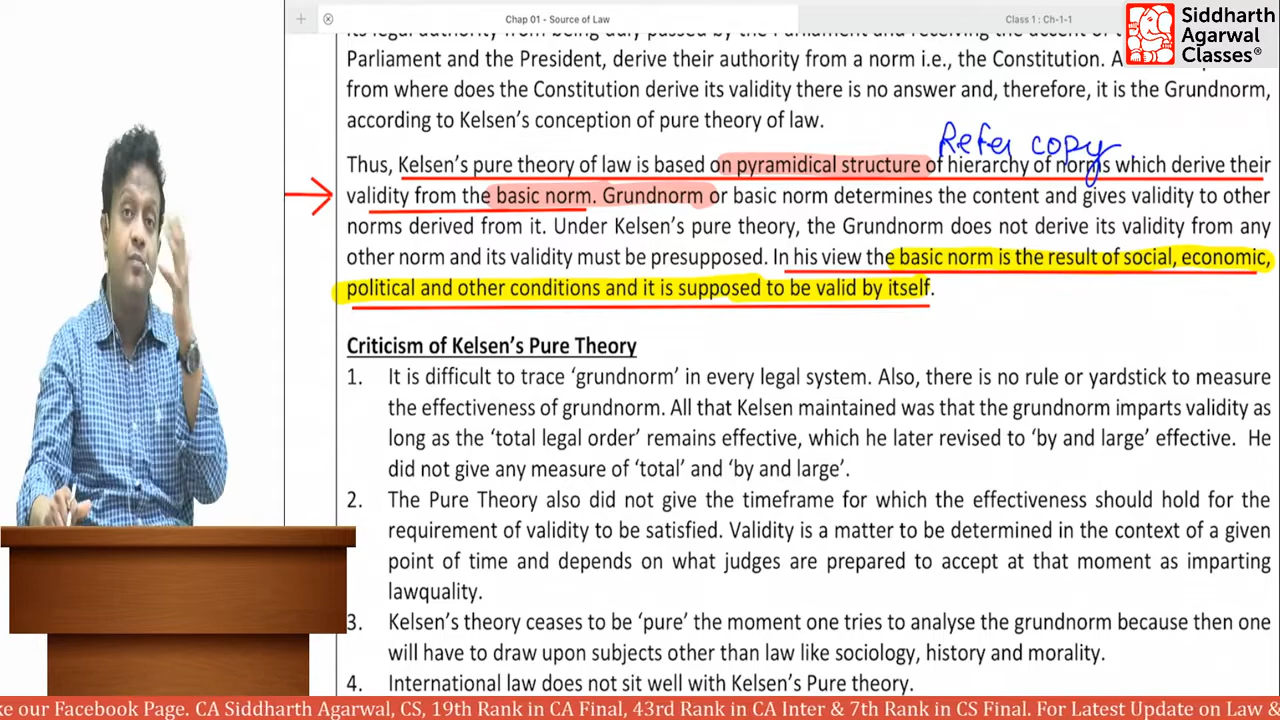 Chap 01 - Source of Law
Class 1 : Ch-1-1
Siddharth
Agarwal
Classes®
its legal authority from being duly passed by the Parliament and receiving the accent of
Parliament and the President, derive their authority from a norm i.e., the Constitution. A
from where does the Constitution derive its validity there is no answer and, therefore, it is the Grundnorm,
according to Kelsen's conception of pure theory of law.
Refer copy
Thus, Kelsen's pure theory of law is based on pyramidical structure of hierarchy of norms which derive their
validity from the basic norm. Grundnorm or basic norm determines the content and gives validity to other
norms derived from it. Under Kelsen's pure theory, the Grundnorm does not derive its validity from any
other norm and its validity must be presupposed. In his view the basic norm is the result of social, economic,
political and other conditions and it is supposed to be valid by itself.
Criticism of Kelsen's Pure Theory
1. It is difficult to trace 'grundnorm' in every legal system. Also, there is no rule or yardstick to measure
the effectiveness of grundnorm. All that Kelsen maintained was that the grundnorm imparts validity as
long as the 'total legal order' remains effective, which he later revised to 'by and large' effective. He
did not give any measure of 'total' and 'by and large'.
2. The Pure Theory also did not give the timeframe for which the effectiveness should hold for the
requirement of validity to be satisfied. Validity is a matter to be determined in the context of a given
point of time and depends on what judges are prepared to accept at that moment as imparting
lawquality.
3. Kelsen's theory ceases to be 'pure' the moment one tries to analyse the grundnorm because then one
will have to draw upon subjects other than law like sociology, history and morality.
4. International law does not sit well with Kelsen's Pure theory.
ke our Facebook Page. CA Siddharth Agarwal, CS, 19th Rank in CA Final, 43rd Rank in CA Inter & 7th Rank in CS Final. For Latest Update on Law &